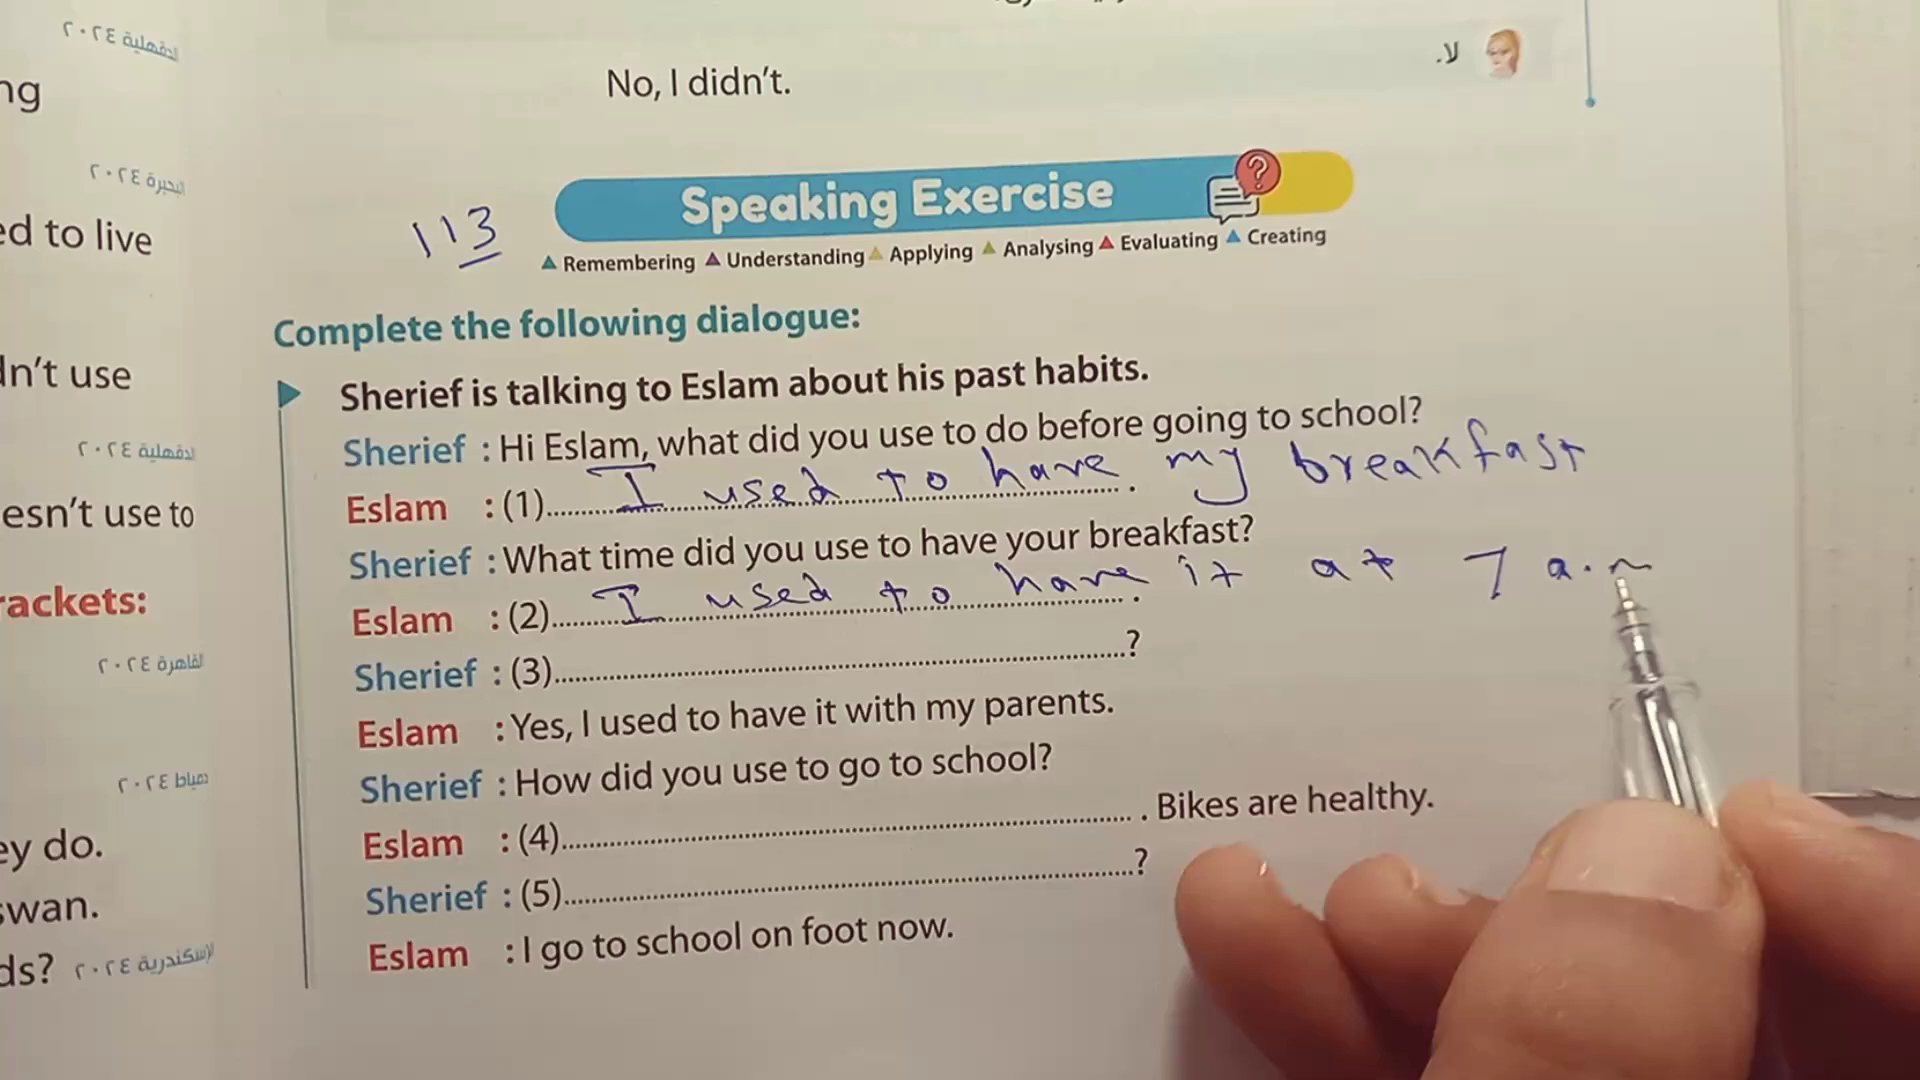 الدقهلية ٢٠٢٤
ng
البحيرة ٢٠٢٤
ed to live
dn't use
الدقهلية ٢٠٢٤
esn't use to
rackets:
القاهرة ٢٠٢٤
دمياط ٢٠٢٤
ey do.
swan.
ds? الإسكندرية ٢٠٢٤
No, I didn't.
لا.
113
Speaking Exercise
?
Remembering Understanding Applying Analysing Evaluating Creating
Complete the following dialogue:
Sherief is talking to Eslam about his past habits.
Sherief : Hi Eslam, what did you use to do before going to school?
Eslam : (1) I used to have my breakfast .
Sherief : What time did you use to have your breakfast?
Eslam : (2) I used to have it at 7 a.m .
Sherief : (3)..............................?
Eslam : Yes, I used to have it with my parents.
Sherief : How did you use to go to school?
Eslam : (4).............................. . Bikes are healthy.
Sherief : (5)..............................?
Eslam : I go to school on foot now.